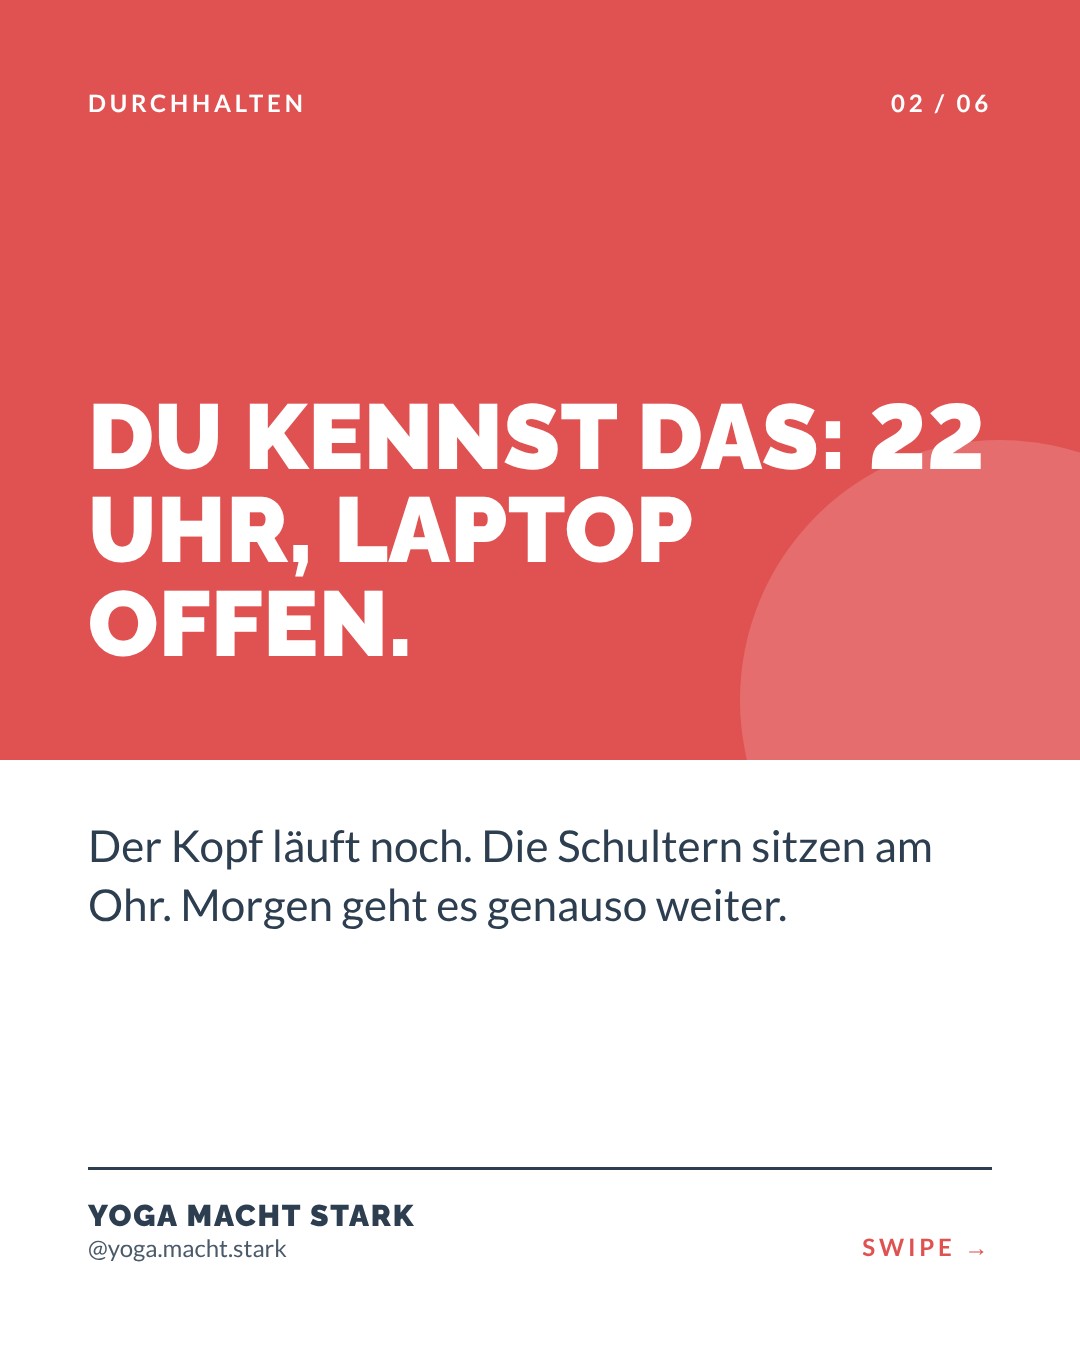 DURCHHALTEN
02 / 06
DU KENNST DAS: 22
UHR, LAPTOP
OFFEN.
Der Kopf läuft noch. Die Schultern sitzen am
Ohr. Morgen geht es genauso weiter.
YOGA MACHT STARK
@yoga.macht.stark
SWIPE →